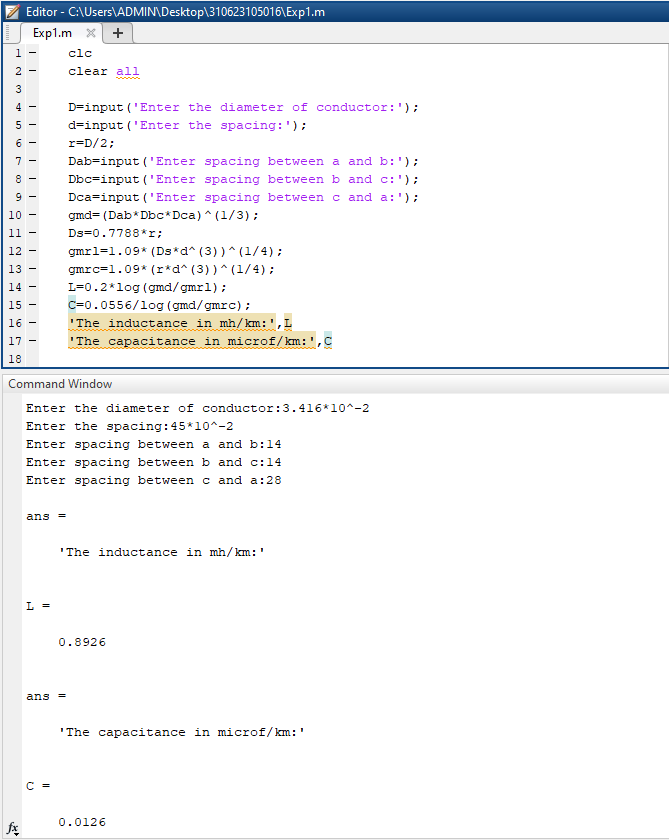 Editor - C:\Users\ADMIN\Desktop\310623105016\Exp1.m
Exp1.m
1 - clc
2 - clear all
3
4 - D=input('Enter the diameter of conductor:');
5 - d=input('Enter the spacing:');
6 - r=D/2;
7 - Dab=input('Enter spacing between a and b:');
8 - Dbc=input('Enter spacing between b and c:');
9 - Dca=input('Enter spacing between c and a:');
10 - gmd=(Dab*Dbc*Dca)^(1/3);
11 - Ds=0.7788*r;
12 - gmrl=1.09*(Ds*d^(3))^(1/4);
13 - gmrc=1.09*(r*d^(3))^(1/4);
14 - L=0.2*log(gmd/gmrl);
15 - C=0.0556/log(gmd/gmrc);
16 - 'The inductance in mh/km:',L
17 - 'The capacitance in microf/km:',C
18
Command Window
Enter the diameter of conductor:3.416*10^-2
Enter the spacing:45*10^-2
Enter spacing between a and b:14
Enter spacing between b and c:14
Enter spacing between c and a:28
ans =
'The inductance in mh/km:'
L =
0.8926
ans =
'The capacitance in microf/km:'
C =
0.0126
fx